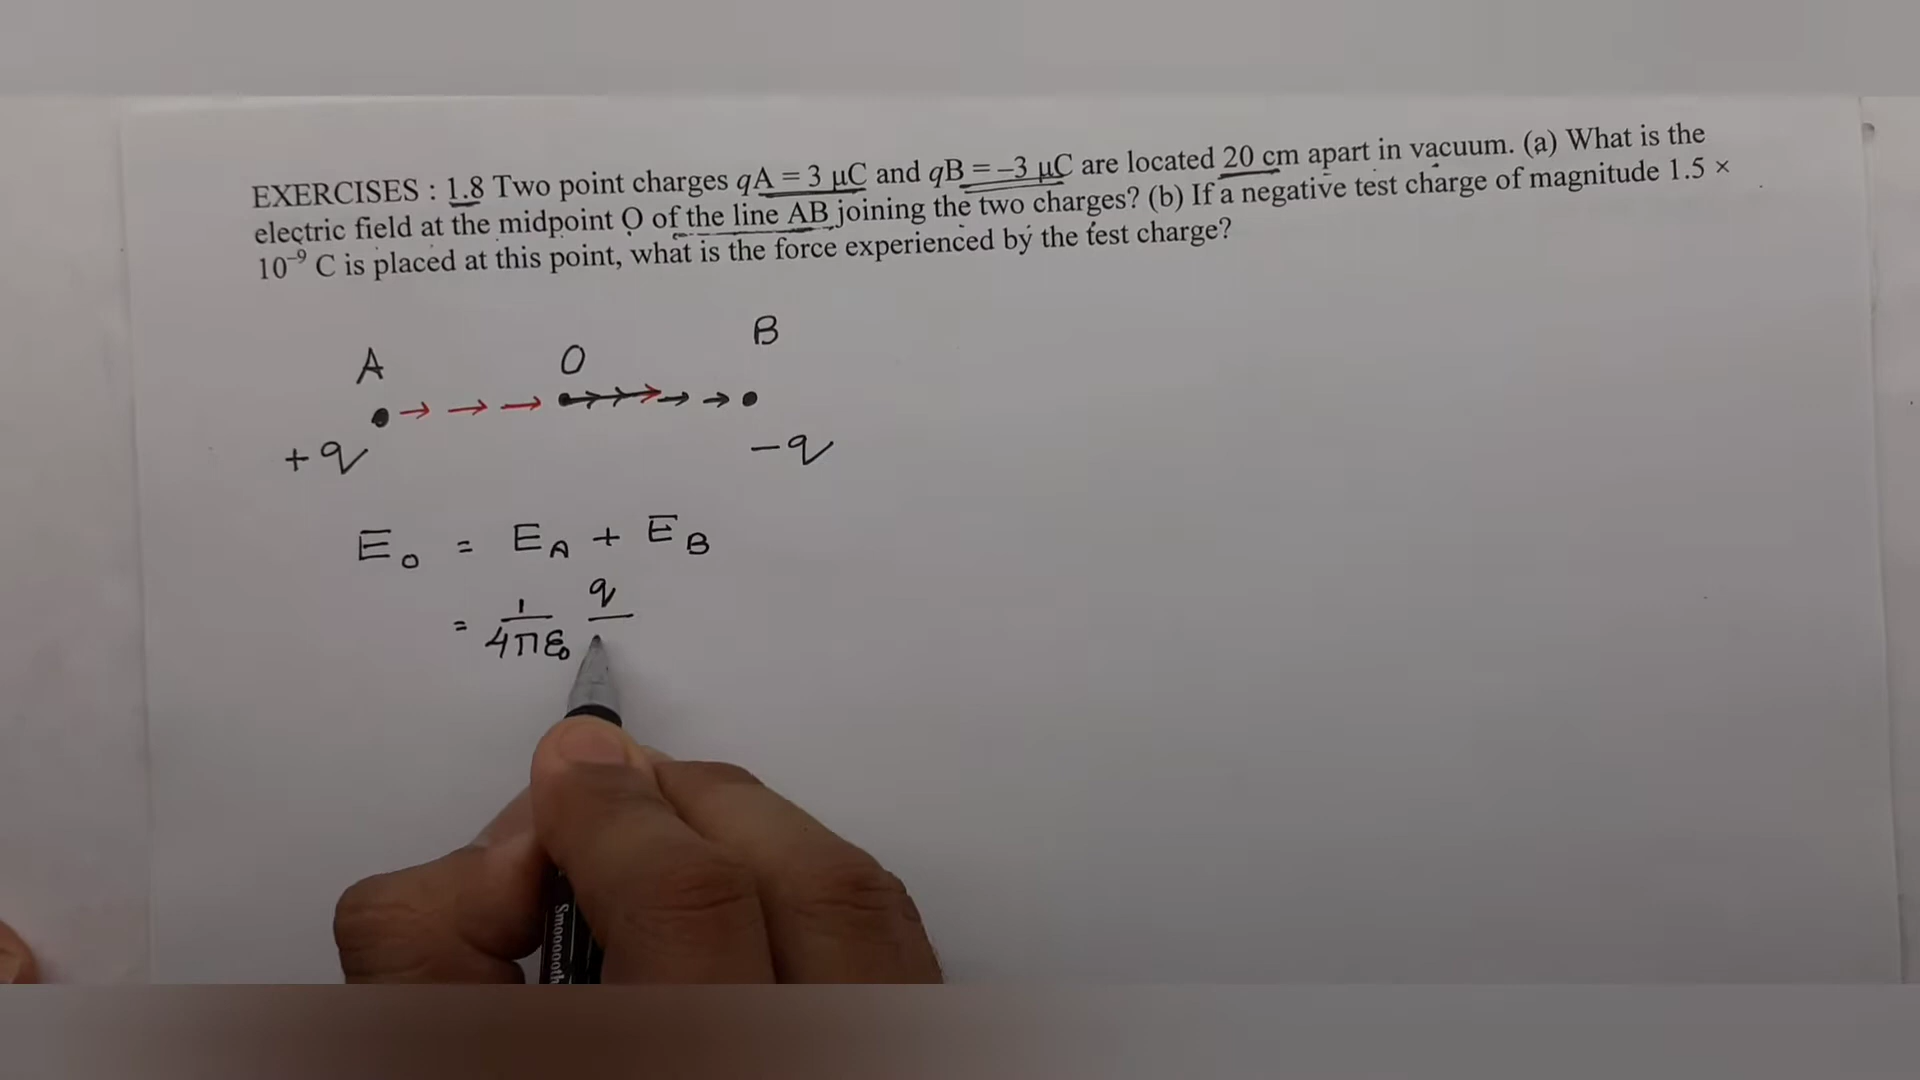 EXERCISES : 1.8 Two point charges qA = 3 μC and qB = –3 μC are located 20 cm apart in vacuum. (a) What is the
electric field at the midpoint O of the line AB joining the two charges? (b) If a negative test charge of magnitude 1.5 ×
10⁻⁹ C is placed at this point, what is the force experienced by the test charge?
A O B
+q –q
E₀ = E_A + E_B
= 1/4πε₀ q/
Smooooooth